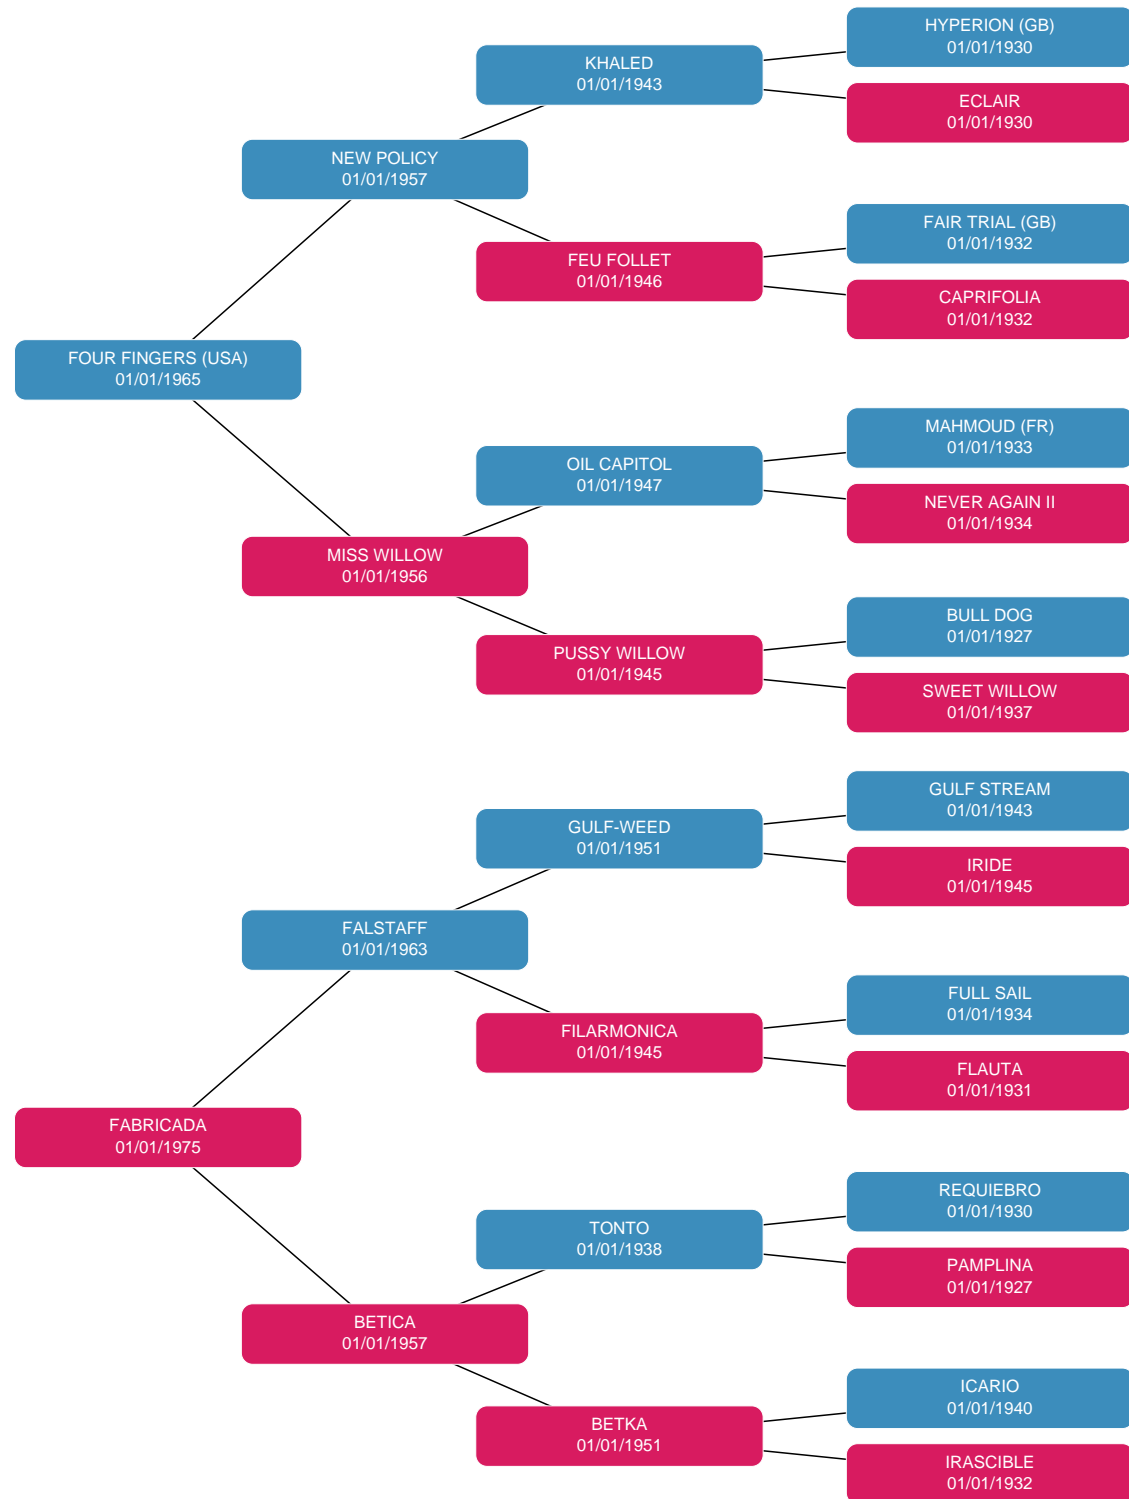 HYPERION (GB)
01/01/1930
KHALED
01/01/1943
ECLAIR
01/01/1930
NEW POLICY
01/01/1957
FAIR TRIAL (GB)
01/01/1932
FEU FOLLET
01/01/1946
CAPRIFOLIA
01/01/1932
FOUR FINGERS (USA)
01/01/1965
MAHMOUD (FR)
01/01/1933
OIL CAPITOL
01/01/1947
NEVER AGAIN II
01/01/1934
MISS WILLOW
01/01/1956
BULL DOG
01/01/1927
PUSSY WILLOW
01/01/1945
SWEET WILLOW
01/01/1937
GULF STREAM
01/01/1943
GULF-WEED
01/01/1951
IRIDE
01/01/1945
FALSTAFF
01/01/1963
FULL SAIL
01/01/1934
FILARMONICA
01/01/1945
FLAUTA
01/01/1931
FABRICADA
01/01/1975
REQUIEBRO
01/01/1930
TONTO
01/01/1938
PAMPLINA
01/01/1927
BETICA
01/01/1957
ICARIO
01/01/1940
BETKA
01/01/1951
IRASCIBLE
01/01/1932